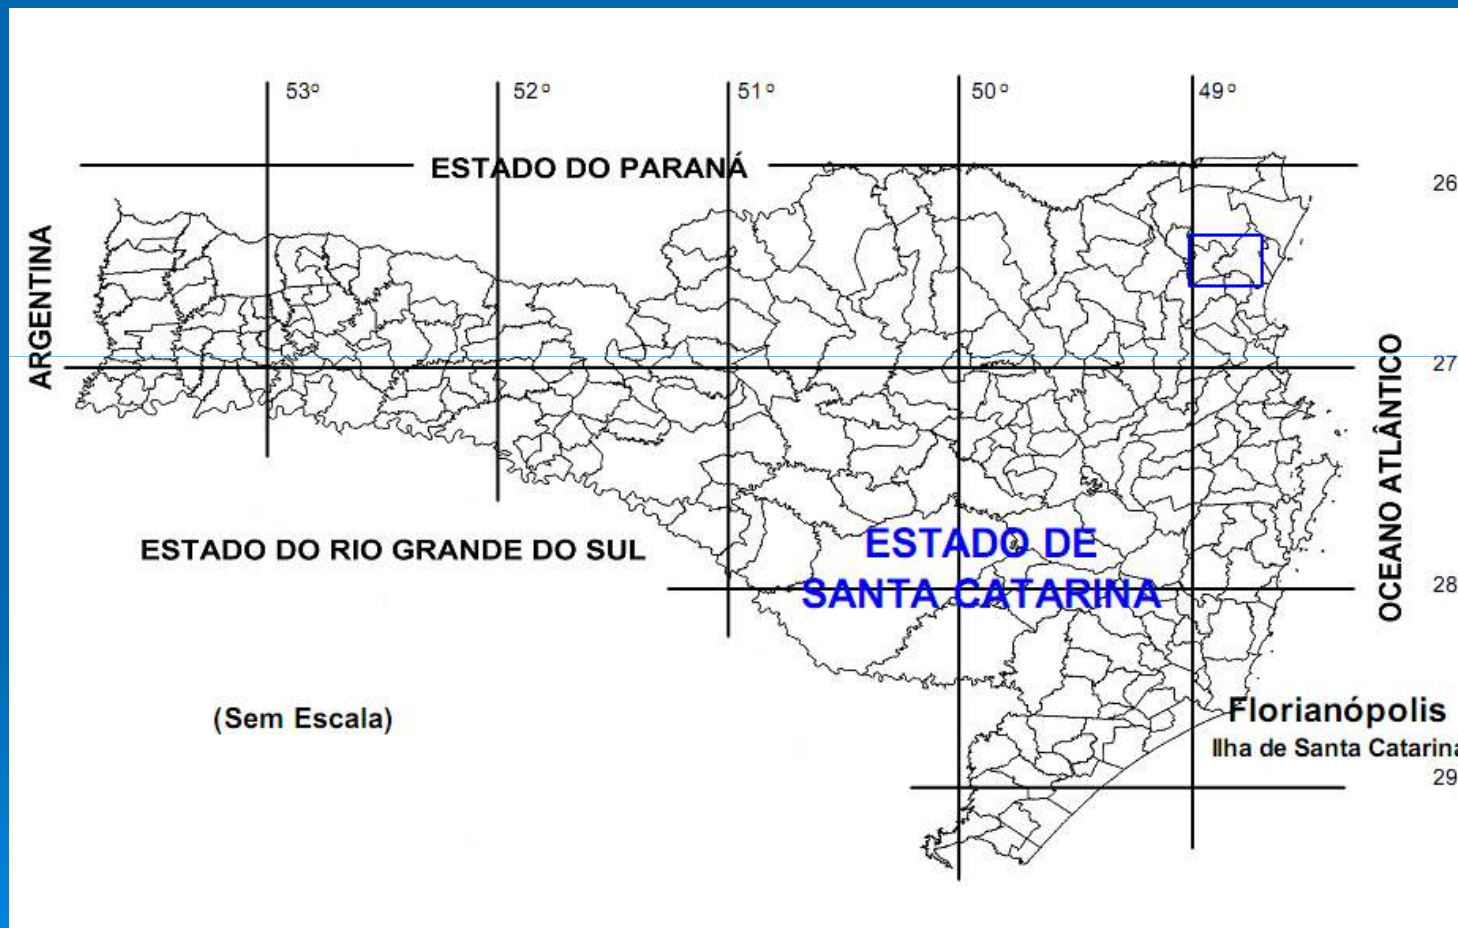 53º
52º
51º
50º
49º
ESTADO DO PARANÁ
26
ARGENTINA
27
OCEANO ATLÂNTICO
ESTADO DO RIO GRANDE DO SUL
ESTADO DE
SANTA CATARINA
28
(Sem Escala)
Florianópolis
Ilha de Santa Catarina
29